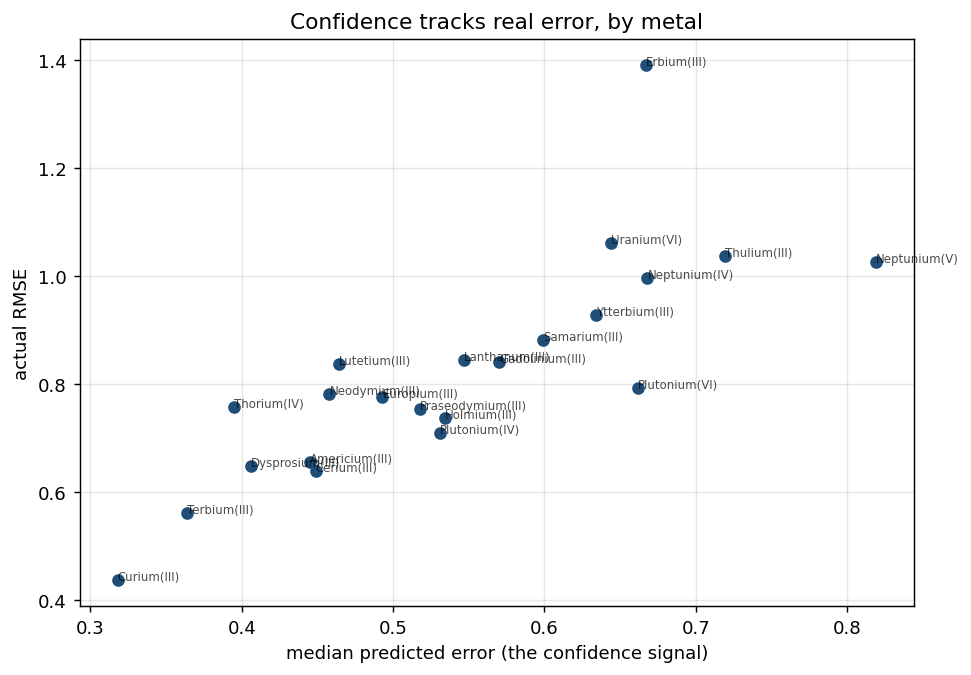 Confidence tracks real error, by metal
1.4
1.2
1.0
0.8
0.6
0.4
actual RMSE
Erbium(III)
Uranium(VI)
Thulium(III)
Neptunium(V)
Neptunium(IV)
Ytterbium(III)
Samarium(III)
Lanthanum(III)
Gadolinium(III)
Lutetium(III)
Plutonium(VI)
Neodymium(III)
Europium(III)
Thorium(IV)
Praseodymium(III)
Holmium(III)
Plutonium(IV)
Americium(III)
Dysprosium(III)
Cerium(III)
Terbium(III)
Curium(III)
0.3 0.4 0.5 0.6 0.7 0.8
median predicted error (the confidence signal)